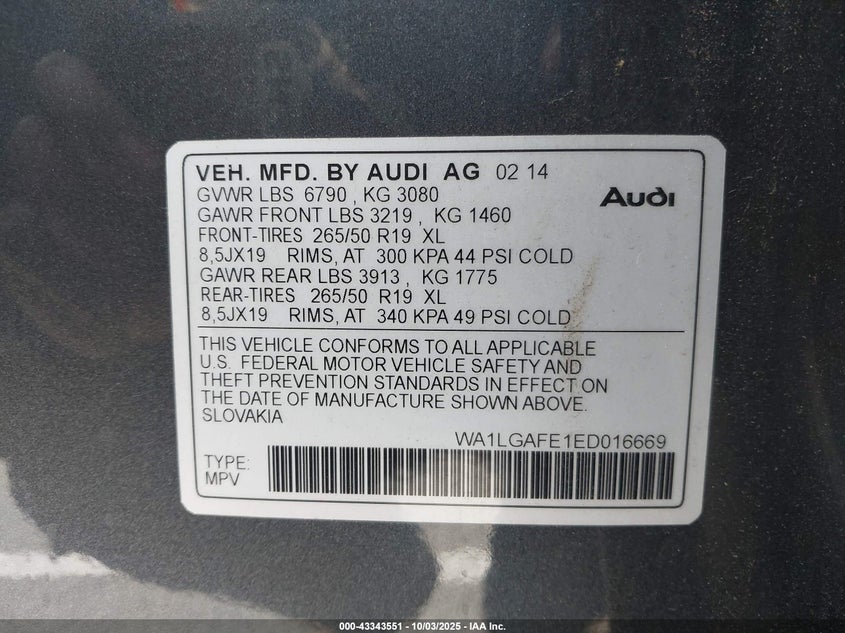 VEH. MFD. BY AUDI AG 02 14
Audi
GVWR LBS 6790 , KG 3080
GAWR FRONT LBS 3219 , KG 1460
FRONT-TIRES 265/50 R19 XL
8,5JX19 RIMS, AT 300 KPA 44 PSI COLD
GAWR REAR LBS 3913 , KG 1775
REAR-TIRES 265/50 R19 XL
8,5JX19 RIMS, AT 340 KPA 49 PSI COLD
THIS VEHICLE CONFORMS TO ALL APPLICABLE
U.S. FEDERAL MOTOR VEHICLE SAFETY AND
THEFT PREVENTION STANDARDS IN EFFECT ON
THE DATE OF MANUFACTURE SHOWN ABOVE.
SLOVAKIA
WA1LGAFE1ED016669
TYPE:
MPV
000-43343551 - 10/03/2025 - IAA Inc.